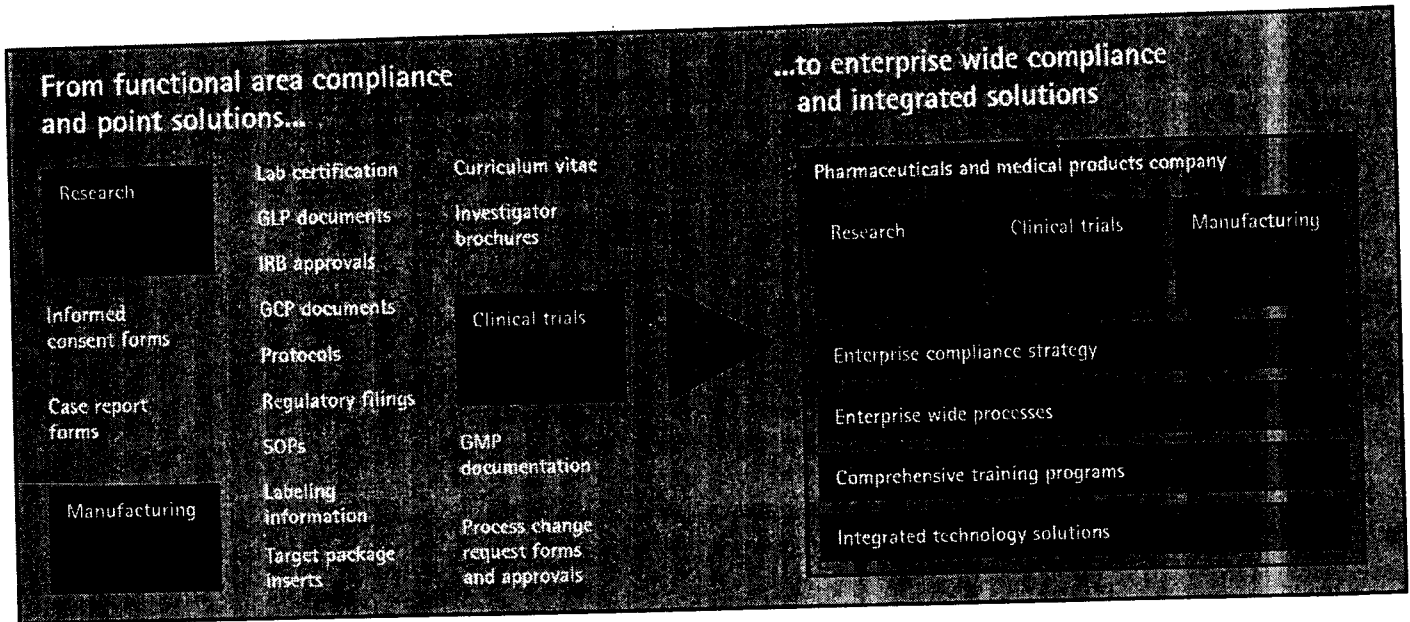 From functional area compliance
and point solutions...
Research
Informed
consent forms
Case report
forms
Manufacturing
Lab certification
GLP documents
IRB approvals
GCP documents
Protocols
Regulatory filings
SOPs
Labeling
information
Target package
inserts
Curriculum vitae
Investigator
brochures
Clinical trials
GMP
documentation
Process change
request forms
and approvals
...to enterprise wide compliance
and integrated solutions
Pharmaceuticals and medical products company
Research
Clinical trials
Manufacturing
Enterprise compliance strategy
Enterprise wide processes
Comprehensive training programs
Integrated technology solutions